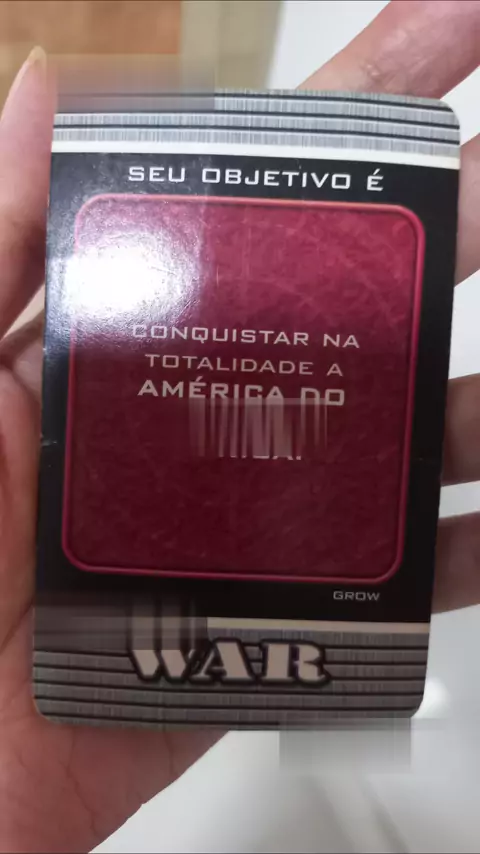 SEU OBJETIVO É
CONQUISTAR NA
TOTALIDADE A
AMÉRICA DO
GROW
WAR